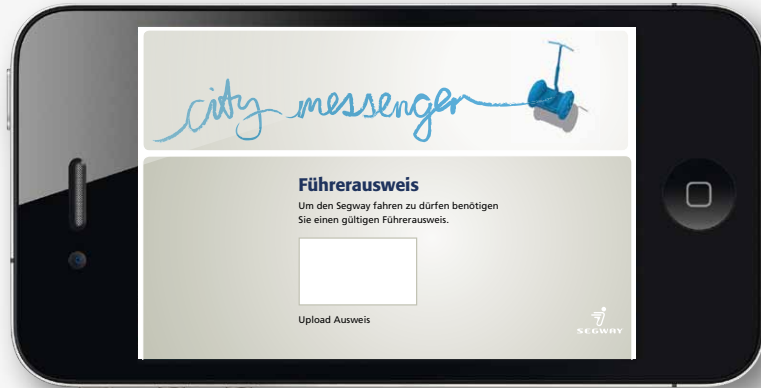 city messenger
Führerausweis
Um den Segway fahren zu dürfen benötigen
Sie einen gültigen Führerausweis.
Upload Ausweis
SEGWAY